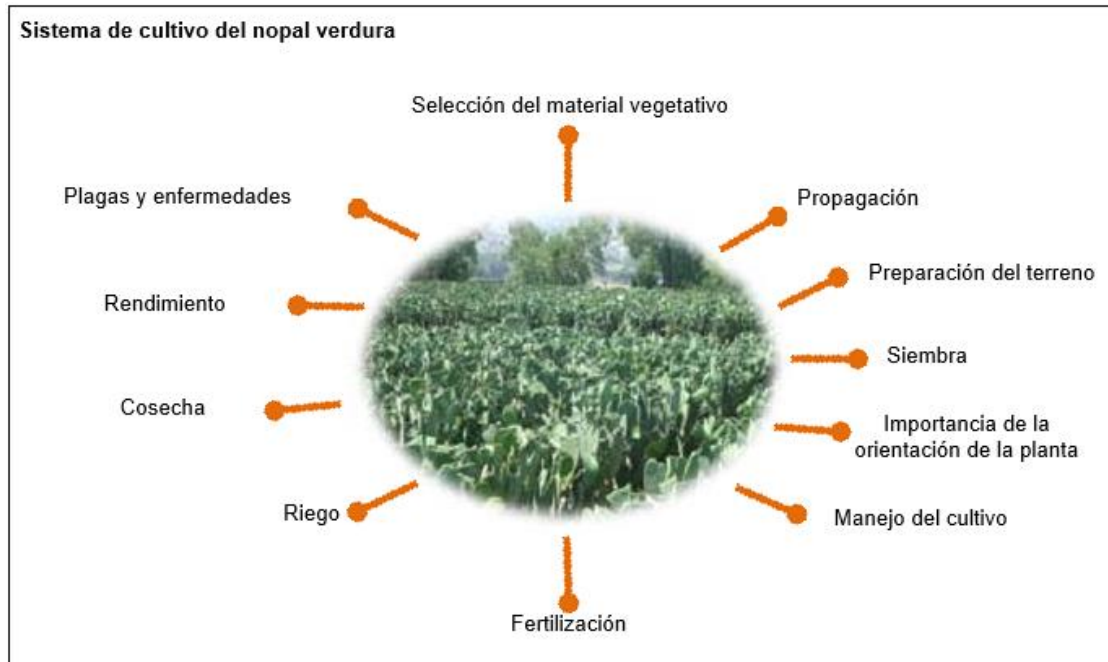 Sistema de cultivo del nopal verdura
Selección del material vegetativo
Plagas y enfermedades
Propagación
Preparación del terreno
Rendimiento
Siembra
Cosecha
Importancia de la
orientación de la planta
Riego
Manejo del cultivo
Fertilización